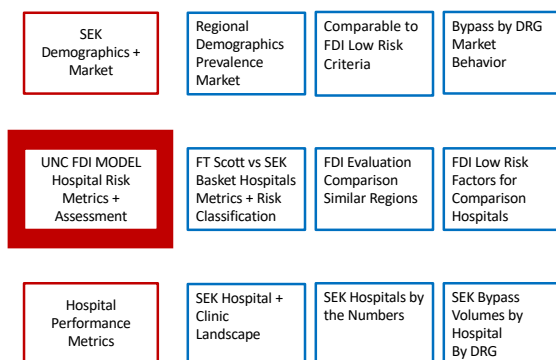 SEK
Demographics +
Market
Regional
Demographics
Prevalence
Market
Comparable to
FDI Low Risk
Criteria
Bypass by DRG
Market
Behavior
UNC FDI MODEL
Hospital Risk
Metrics +
Assessment
FT Scott vs SEK
Basket Hospitals
Metrics + Risk
Classification
FDI Evaluation
Comparison
Similar Regions
FDI Low Risk
Factors for
Comparison
Hospitals
Hospital
Performance
Metrics
SEK Hospital +
Clinic
Landscape
SEK Hospitals by
the Numbers
SEK Bypass
Volumes by
Hospital
By DRG